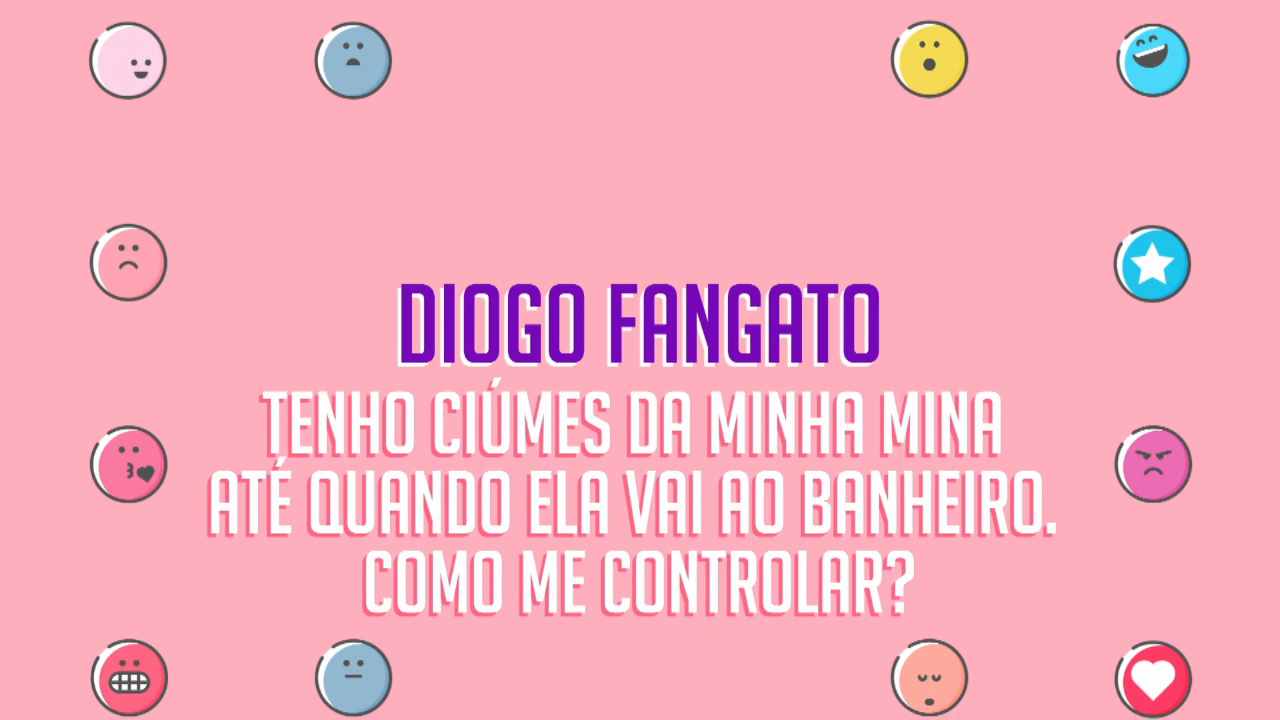 DIOGO FANGATO
TENHO CIÚMES DA MINHA MINA
ATÉ QUANDO ELA VAI AO BANHEIRO.
COMO ME CONTROLAR?